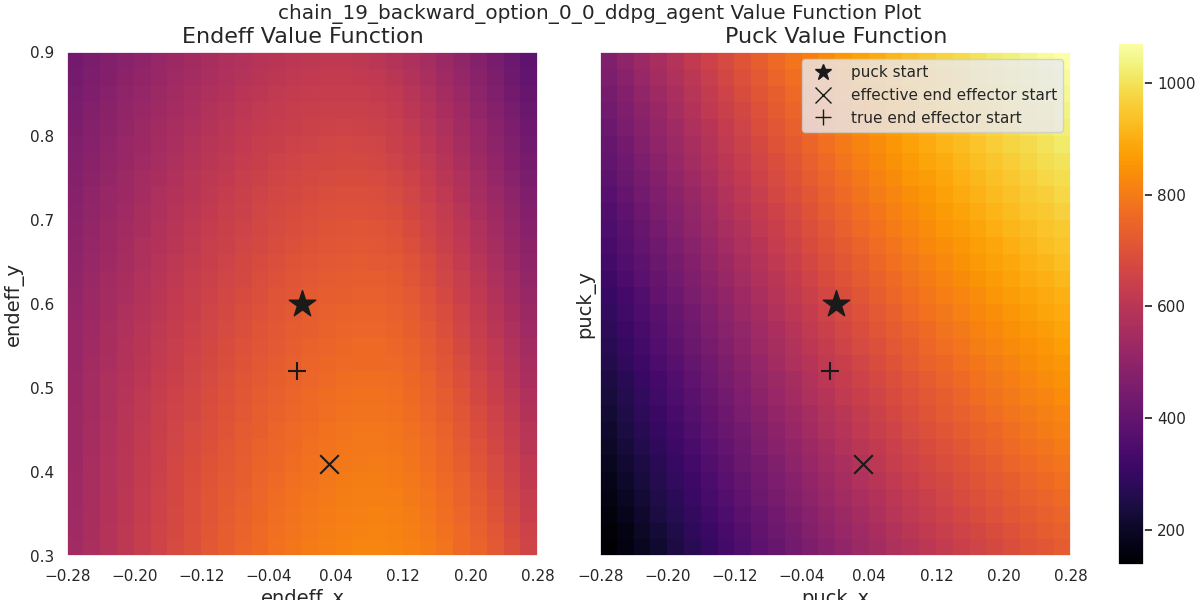 chain_19_backward_option_0_0_ddpg_agent Value Function Plot
Endeff Value Function
Puck Value Function
puck start
effective end effector start
true end effector start
endeff_y
0.9
0.8
0.7
0.6
0.5
0.4
0.3
−0.28 −0.20 −0.12 −0.04 0.04 0.12 0.20 0.28
endeff_x
puck_y
−0.28 −0.20 −0.12 −0.04 0.04 0.12 0.20 0.28
puck_x
1000
800
600
400
200